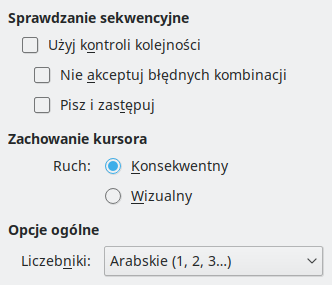 Sprawdzanie sekwencyjne
Użyj kontroli kolejności
Nie akceptuj błędnych kombinacji
Pisz i zastępuj
Zachowanie kursora
Ruch: Konsekwentny
Wizualny
Opcje ogólne
Liczebniki: Arabskie (1, 2, 3...)